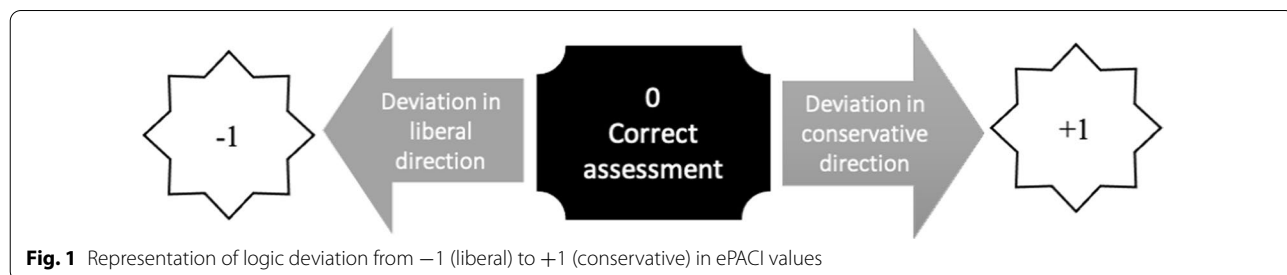 -1
Deviation in
liberal
direction
0
Correct
assessment
Deviation in
conservative
direction
+1
Fig. 1 Representation of logic deviation from −1 (liberal) to +1 (conservative) in ePACI values